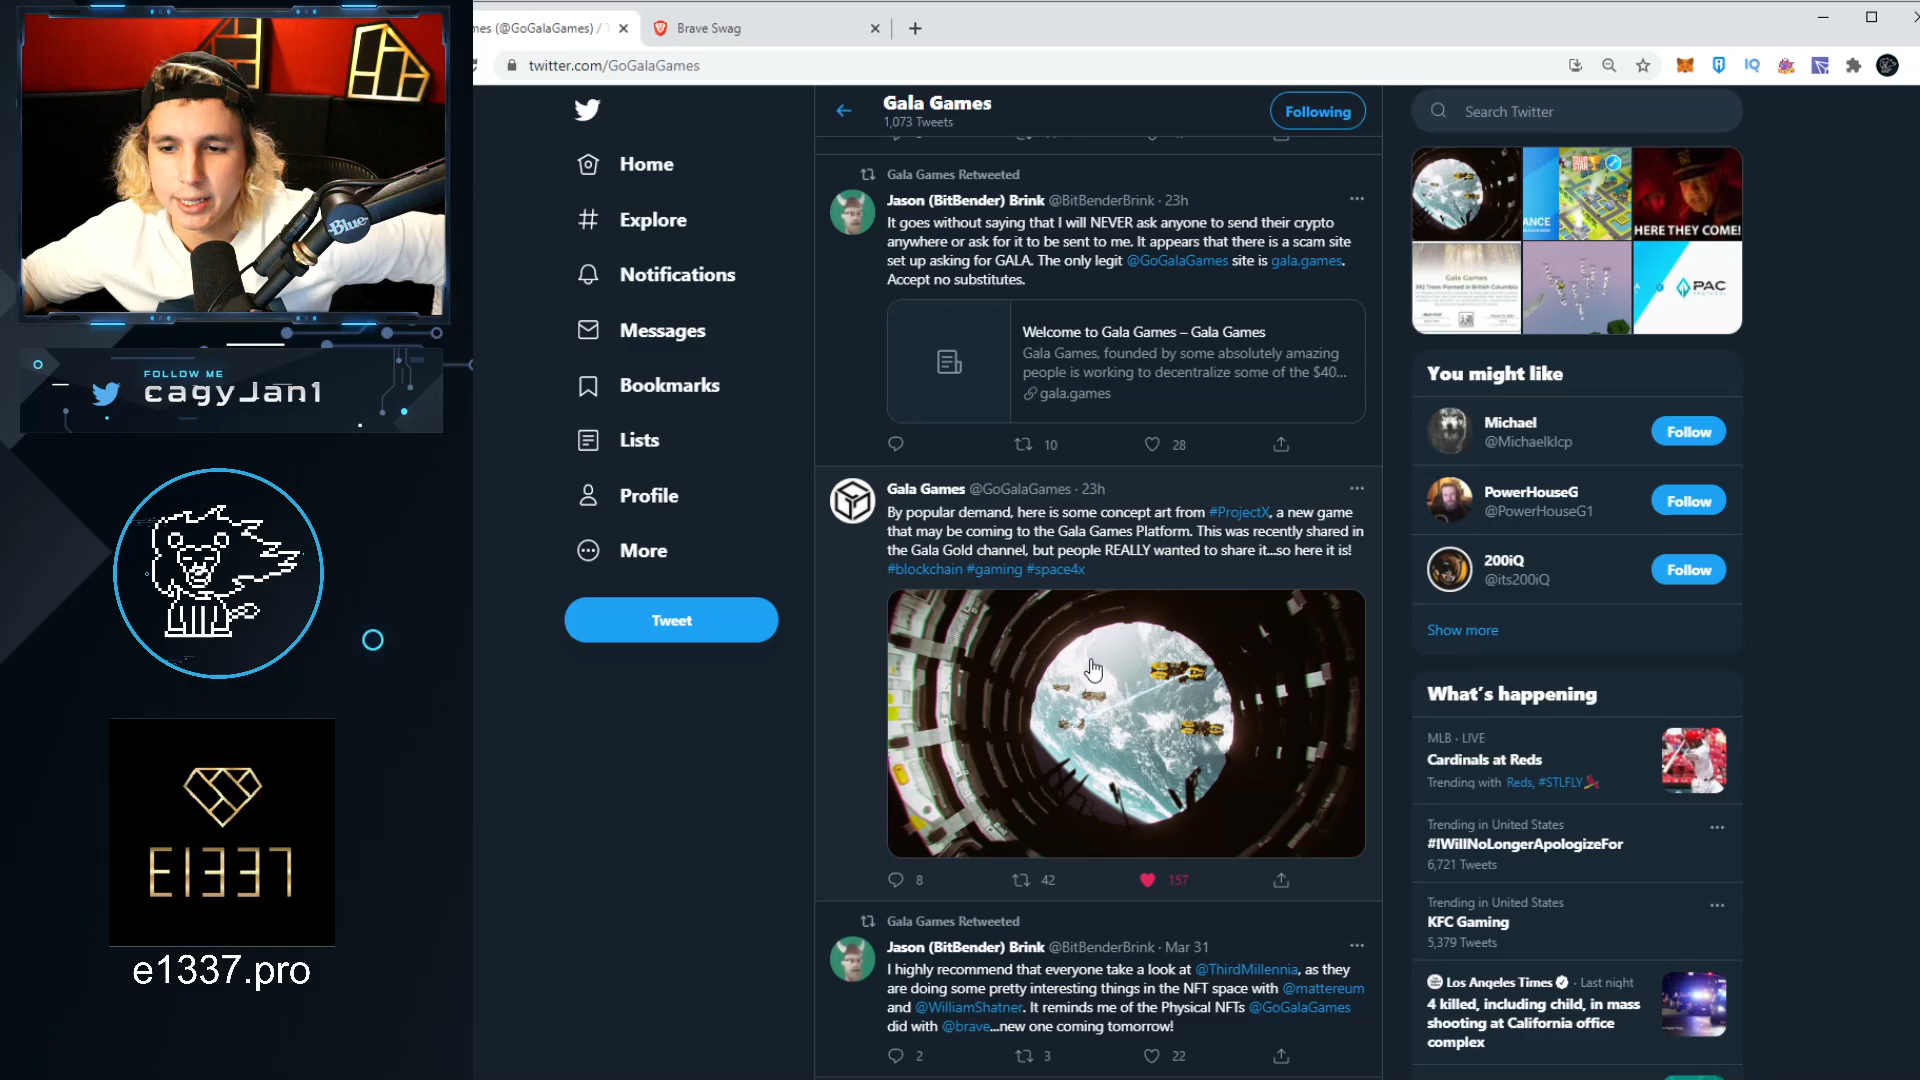 mes (@GoGalaGames) / T
Brave Swag
twitter.com/GoGalaGames
Blue
FOLLOW ME
cagyJan1
E1337
e1337.pro
Home
Explore
Notifications
Messages
Bookmarks
Lists
Profile
More
Tweet
Gala Games
1,073 Tweets
Following
Gala Games Retweeted
Jason (BitBender) Brink @BitBenderBrink · 23h
It goes without saying that I will NEVER ask anyone to send their crypto
anywhere or ask for it to be sent to me. It appears that there is a scam site
set up asking for GALA. The only legit @GoGalaGames site is gala.games.
Accept no substitutes.
Welcome to Gala Games – Gala Games
Gala Games, founded by some absolutely amazing
people is working to decentralize some of the $40...
gala.games
10 28
Gala Games @GoGalaGames · 23h
By popular demand, here is some concept art from #ProjectX, a new game
that may be coming to the Gala Games Platform. This was recently shared in
the Gala Gold channel, but people REALLY wanted to share it...so here it is!
#blockchain #gaming #space4x
8 42 157
Gala Games Retweeted
Jason (BitBender) Brink @BitBenderBrink · Mar 31
I highly recommend that everyone take a look at @ThirdMillennia, as they
are doing some pretty interesting things in the NFT space with @mattereum
and @WilliamShatner. It reminds me of the Physical NFTs @GoGalaGames
did with @brave...new one coming tomorrow!
2 3 22
Search Twitter
ANCE
TOWN STAR
HERE THEY COME!
Gala Games
392 Trees Planted in British Columbia
A
PAC
You might like
Michael
@Michaelklcp
Follow
PowerHouseG
@PowerHouseG1
Follow
200iQ
@its200iQ
Follow
Show more
What's happening
MLB · LIVE
Cardinals at Reds
Trending with Reds, #STLFLY
Trending in United States
#IWillNoLongerApologizeFor
6,721 Tweets
Trending in United States
KFC Gaming
5,379 Tweets
Los Angeles Times · Last night
4 killed, including child, in mass
shooting at California office
complex